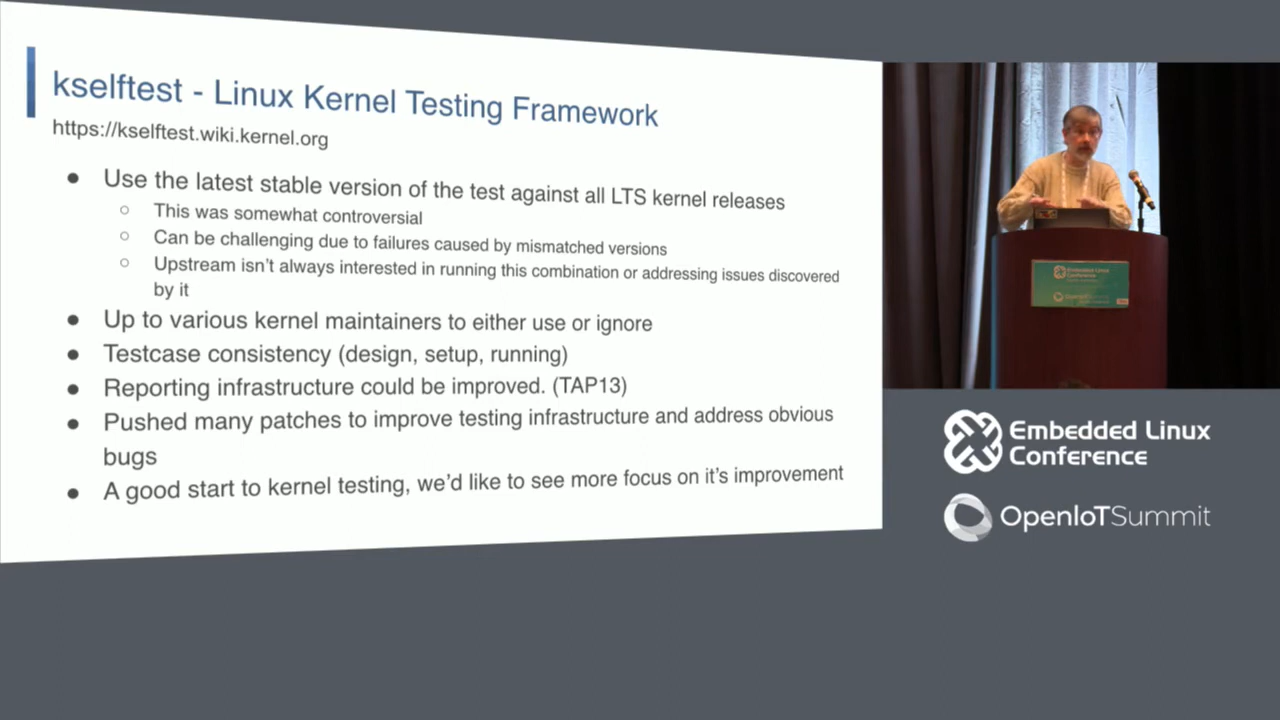 kselftest - Linux Kernel Testing Framework
https://kselftest.wiki.kernel.org
● Use the latest stable version of the test against all LTS kernel releases
○ This was somewhat controversial
○ Can be challenging due to failures caused by mismatched versions
○ Upstream isn't always interested in running this combination or addressing issues discovered
by it
● Up to various kernel maintainers to either use or ignore
● Testcase consistency (design, setup, running)
● Reporting infrastructure could be improved. (TAP13)
● Pushed many patches to improve testing infrastructure and address obvious
bugs
● A good start to kernel testing, we'd like to see more focus on it's improvement
Embedded Linux
Conference
OpenIoTSummit
Embedded Linux
Conference
OpenIoTSummit